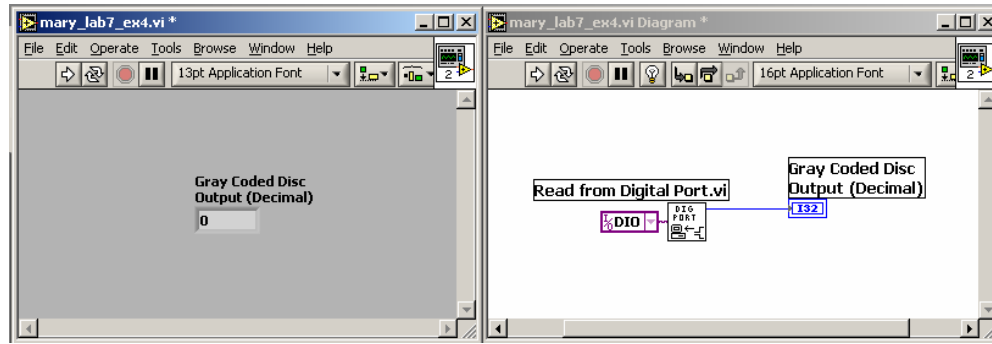 mary_lab7_ex4.vi *
File Edit Operate Tools Browse Window Help
13pt Application Font
2
Gray Coded Disc
Output (Decimal)
0
mary_lab7_ex4.vi Diagram *
File Edit Operate Tools Browse Window Help
16pt Application Font
2
Read from Digital Port.vi
Gray Coded Disc
Output (Decimal)
I/O DIO
DIG
PORT
I32